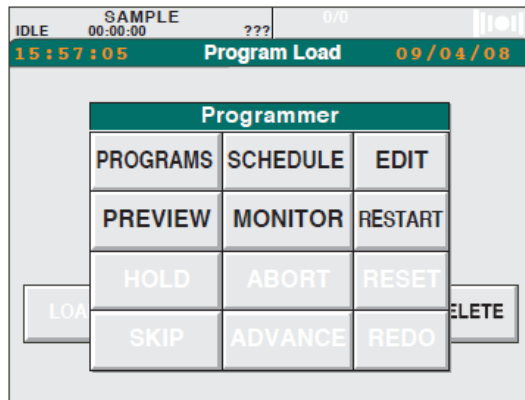 SAMPLE
IDLE 00:00:00 ??? 0/0
15:57:05 Program Load 09/04/08
Programmer
PROGRAMS SCHEDULE EDIT
PREVIEW MONITOR RESTART
HOLD ABORT RESET
LOA ELETE
SKIP ADVANCE REDO